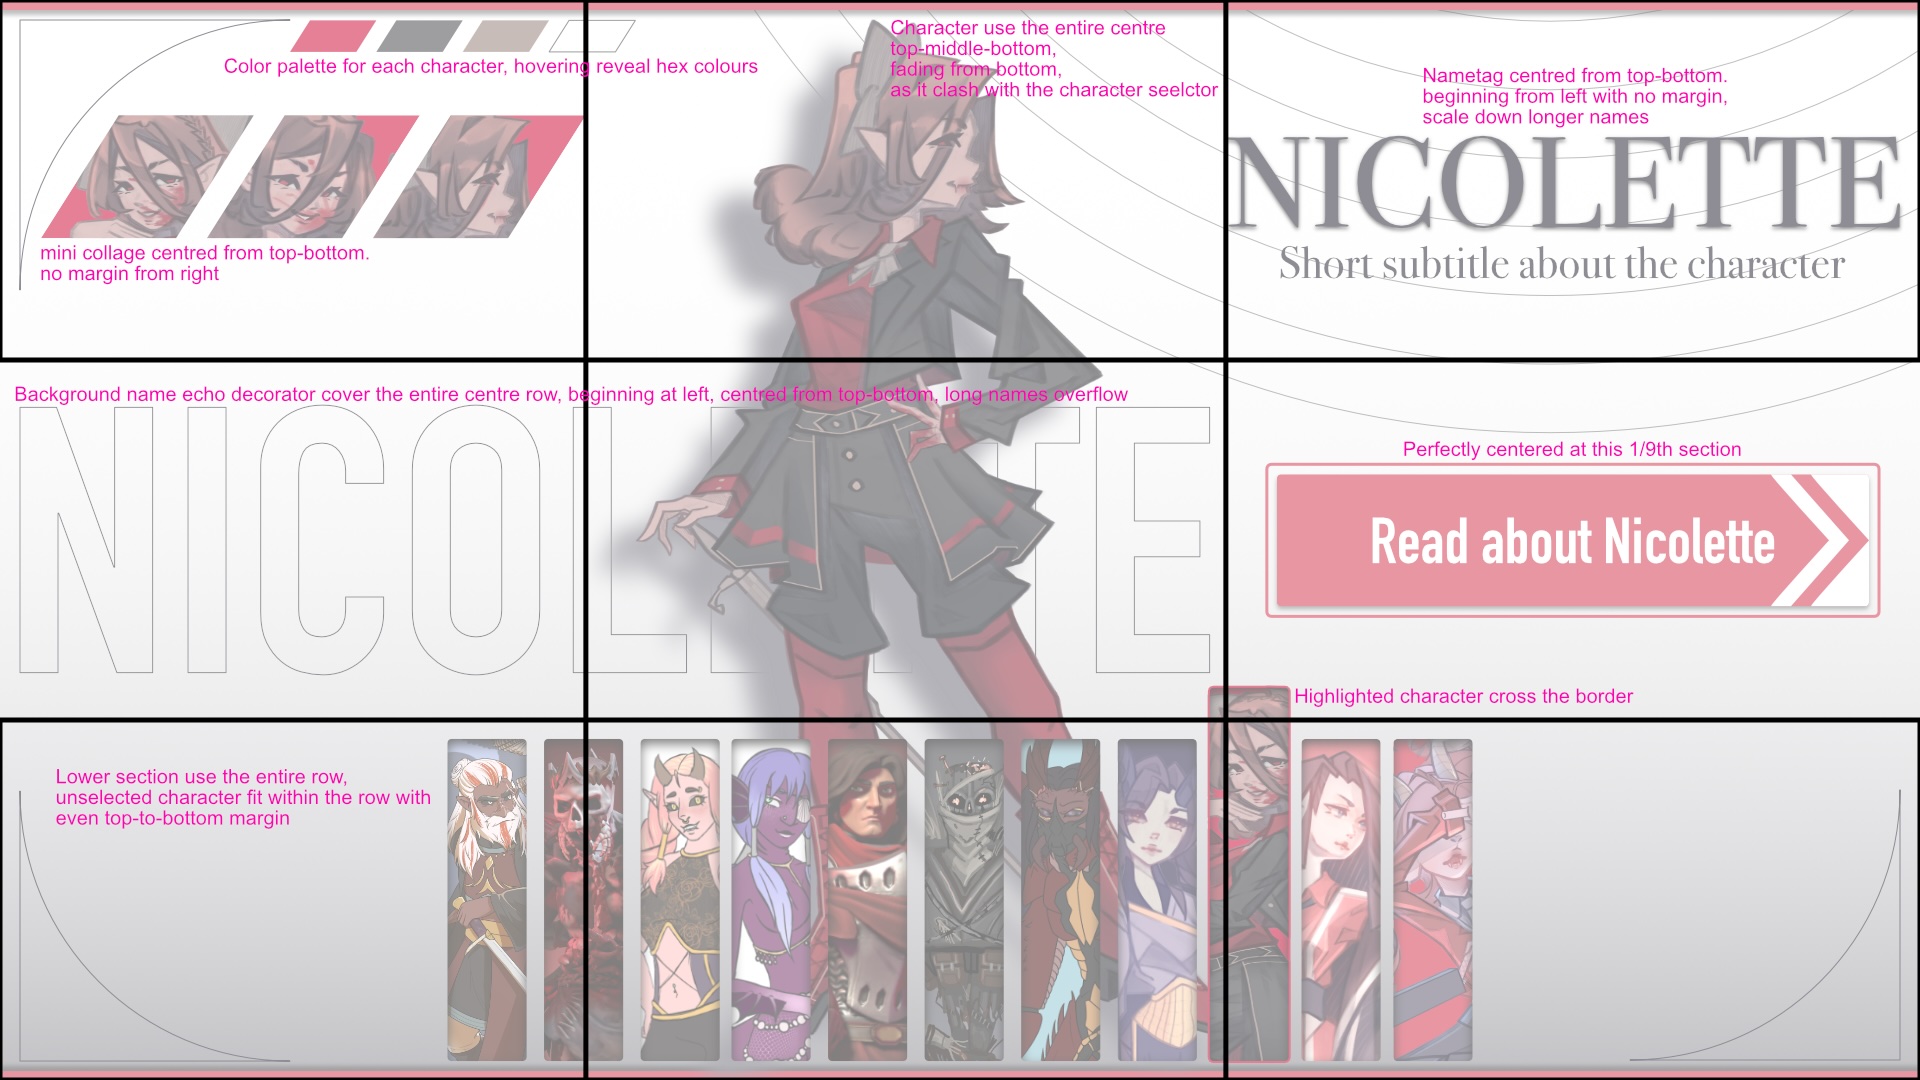 Color palette for each character, hovering reveal hex colours
Character use the entire centre
top-middle-bottom,
fading from bottom,
as it clash with the character seelctor
Nametag centred from top-bottom.
beginning from left with no margin,
scale down longer names
NICOLETTE
Short subtitle about the character
mini collage centred from top-bottom.
no margin from right
Background name echo decorator cover the entire centre row, beginning at left, centred from top-bottom, long names overflow
NICOLETTE
Perfectly centered at this 1/9th section
Read about Nicolette
Highlighted character cross the border
Lower section use the entire row,
unselected character fit within the row with
even top-to-bottom margin